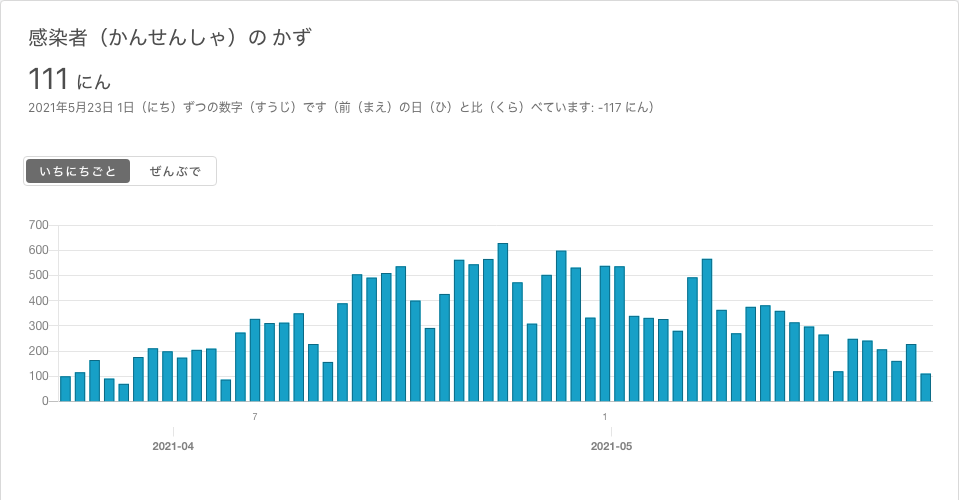 感染者（かんせんしゃ）の かず
111 にん
2021年5月23日 1日（にち）ずつの数字（すうじ）です（前（まえ）の日（ひ）と比（くら）べています: -117 にん）
いちにちごと ぜんぶで
700
600
500
400
300
200
100
0
7 1
2021-04 2021-05